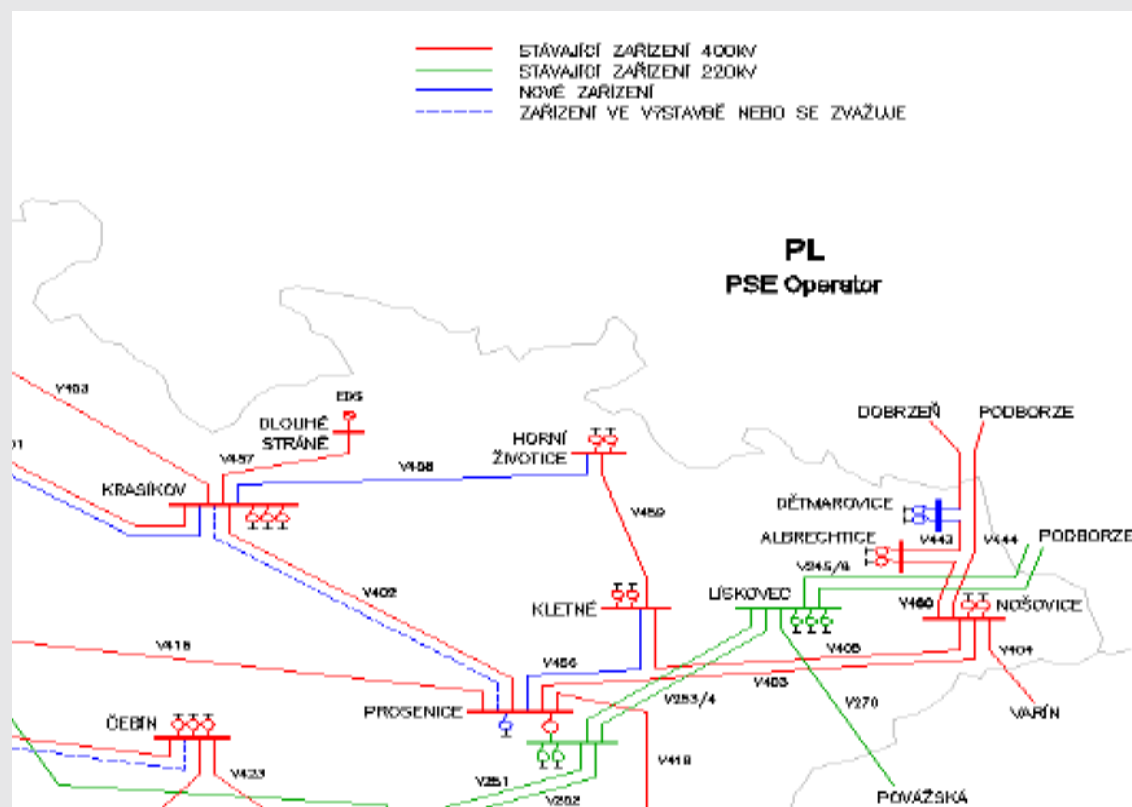 STÁVAJÍCÍ ZAŘÍZENÍ 400KV
STÁVAJÍCÍ ZAŘÍZENÍ 220KV
NOVÉ ZAŘÍZENÍ
ZAŘÍZENÍ VE VÝSTAVBĚ NEBO SE ZVAŽUJE
PL
PSE Operator
V403
EDS
DLOUHÉ
STRÁNĚ
HORNÍ
ŽIVOTICE
DOBRZEŇ
PODBORZE
01
V457
V458
KRASÍKOV
V459
DĚTMAROVICE
ALBRECHTICE
V443
V444
PODBORZE
V245/6
V402
KLETNÉ
LÍSKOVEC
V460
NOŠOVICE
V418
V456
V405
V404
V403
PROSENICE
V253/4
V270
VARÍN
ČEBÍN
V423
V251
V418
V252
POVÁŽSKÁ